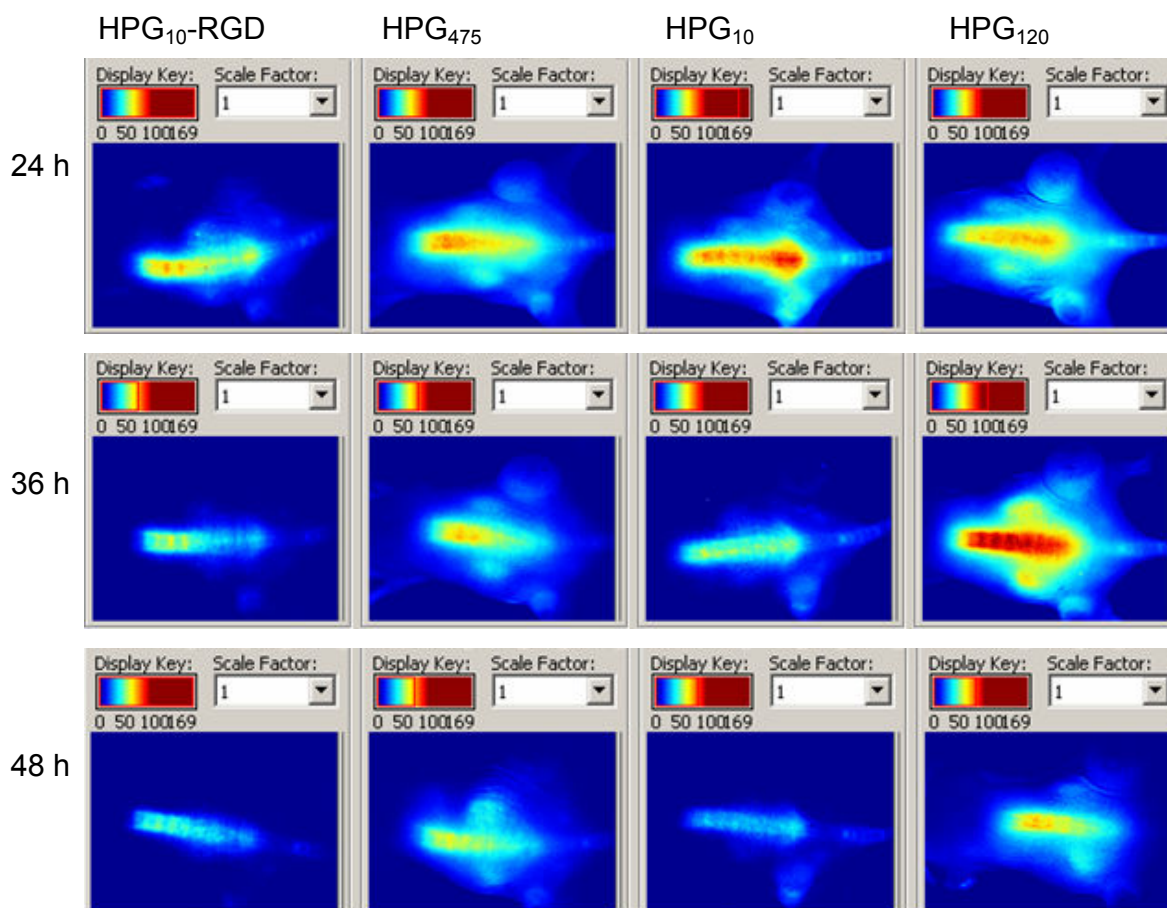 HPG₁₀-RGD HPG₄₇₅ HPG₁₀ HPG₁₂₀
Display Key: Scale Factor: Display Key: Scale Factor: Display Key: Scale Factor: Display Key: Scale Factor:
1 1 1 1
0 50 100169 0 50 100169 0 50 100169 0 50 100169
24 h
Display Key: Scale Factor: Display Key: Scale Factor: Display Key: Scale Factor: Display Key: Scale Factor:
1 1 1 1
0 50 100169 0 50 100169 0 50 100169 0 50 100169
36 h
Display Key: Scale Factor: Display Key: Scale Factor: Display Key: Scale Factor: Display Key: Scale Factor:
1 1 1 1
0 50 100169 0 50 100169 0 50 100169 0 50 100169
48 h